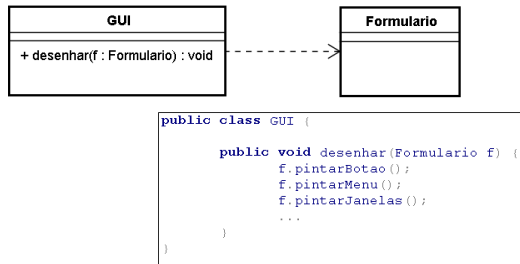 GUI
Formulario
+ desenhar(f : Formulario) : void
public class GUI {
public void desenhar(Formulario f) {
f.pintarBotao();
f.pintarMenu();
f.pintarJanelas();
...
}
}